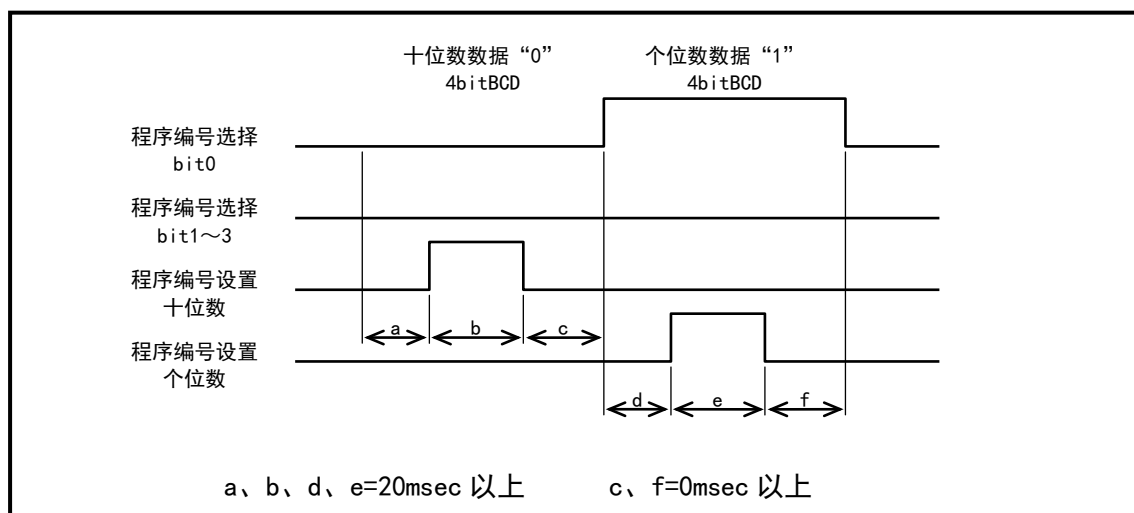 十位数数据“0”
4bitBCD
个位数数据“1”
4bitBCD
程序编号选择
bit0
程序编号选择
bit1～3
程序编号设置
十位数
a
b
c
程序编号设置
个位数
d
e
f
a、b、d、e=20msec 以上
c、f=0msec 以上